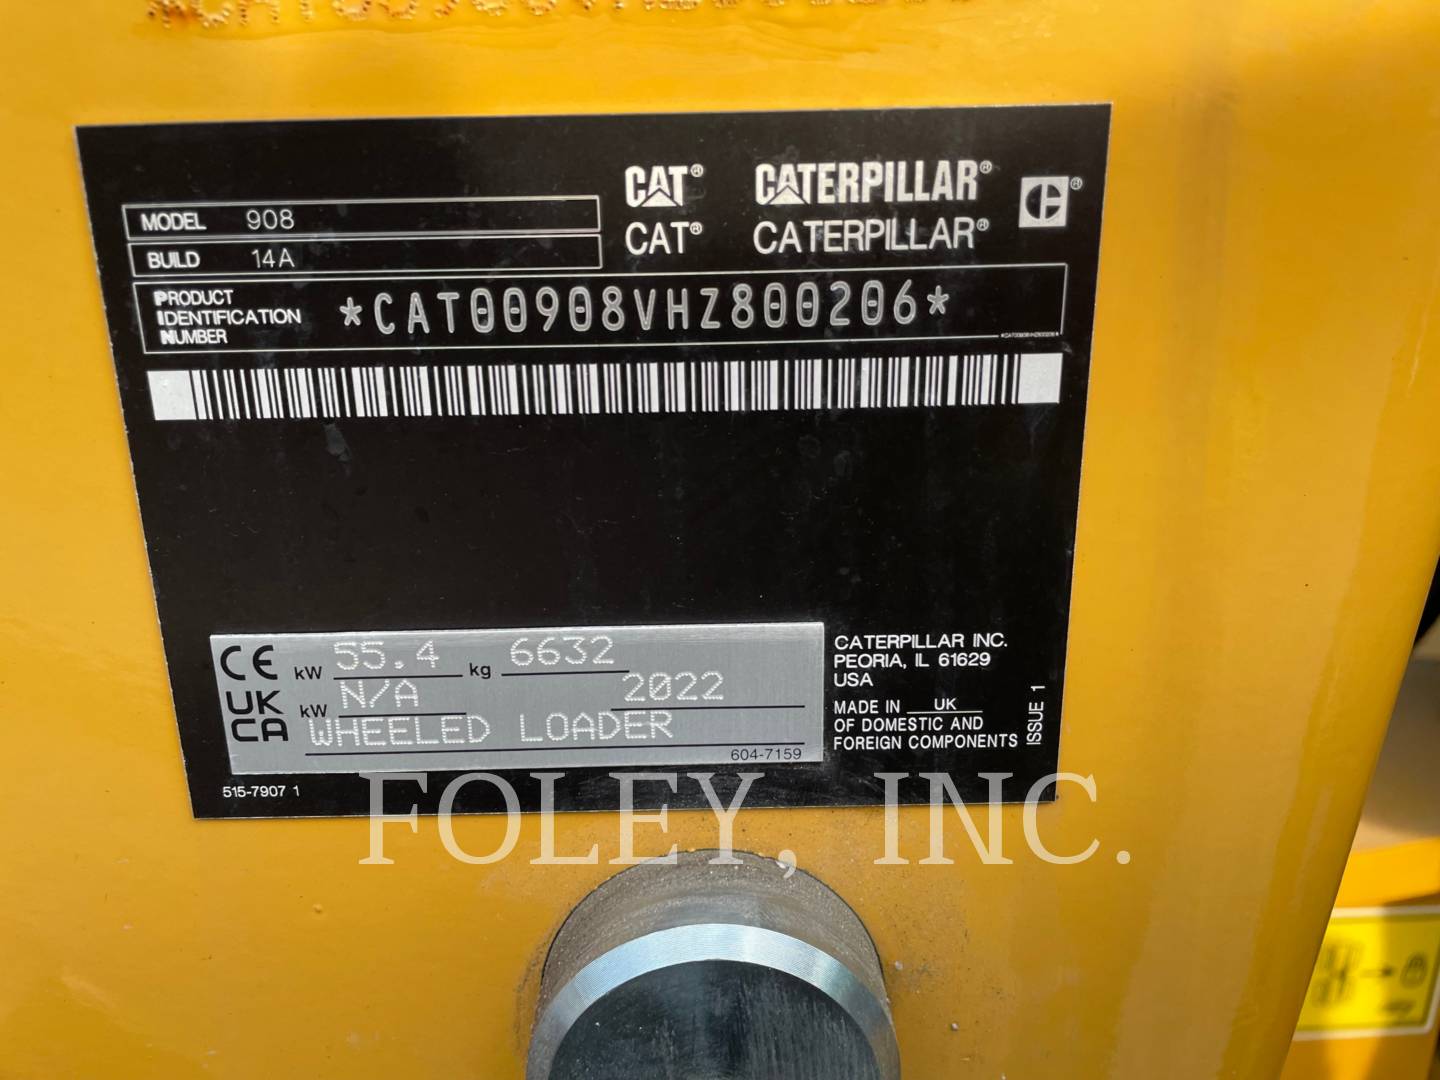 CAT® CATERPILLAR® C®
CAT® CATERPILLAR®
MODEL 908
BUILD 14A
PRODUCT
IDENTIFICATION
NUMBER
*CAT00908VHZ800206*
*CAT00908VHZ800206*
CE kW 55.4 kg 6632
UK
CA kW N/A 2022
WHEELED LOADER
604-7159
515-7907 1
CATERPILLAR INC.
PEORIA, IL 61629
USA
MADE IN UK
OF DOMESTIC AND
FOREIGN COMPONENTS
ISSUE 1
FOLEY, INC.